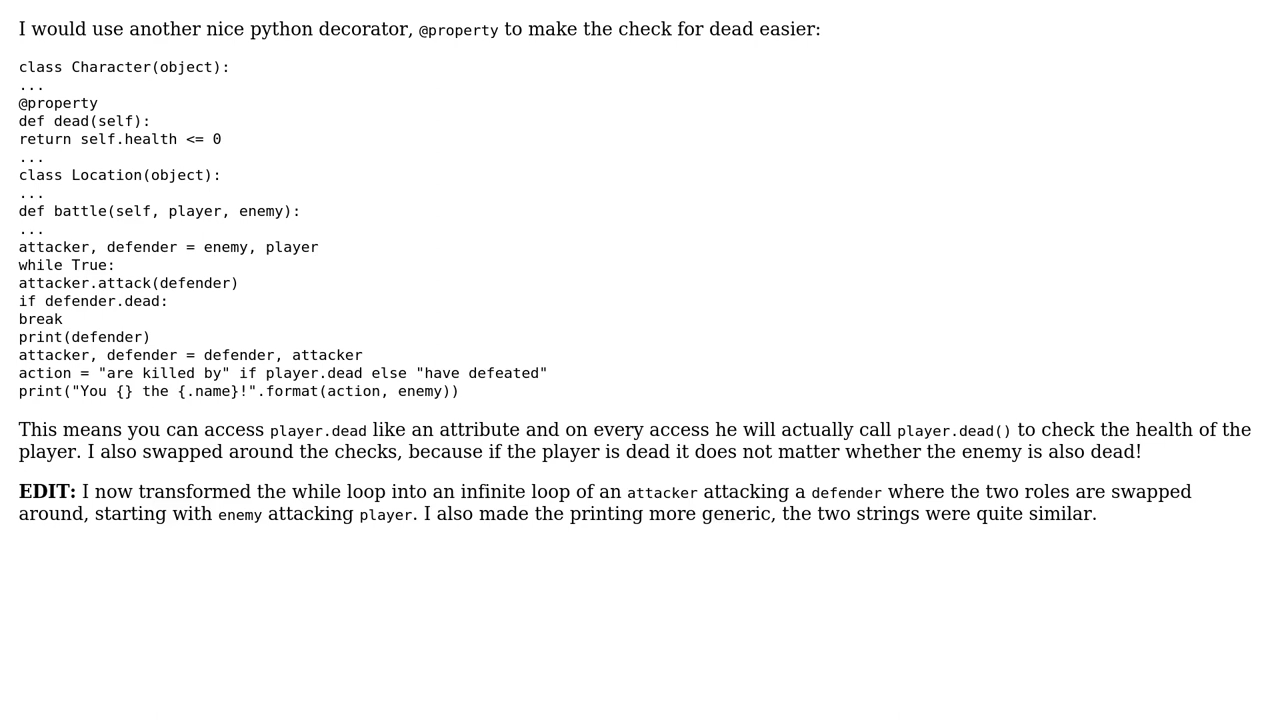 I would use another nice python decorator, @property to make the check for dead easier:
class Character(object):
...
@property
def dead(self):
return self.health <= 0
...
class Location(object):
...
def battle(self, player, enemy):
...
attacker, defender = enemy, player
while True:
attacker.attack(defender)
if defender.dead:
break
print(defender)
attacker, defender = defender, attacker
action = "are killed by" if player.dead else "have defeated"
print("You {} the {.name}!".format(action, enemy))
This means you can access player.dead like an attribute and on every access he will actually call player.dead() to check the health of the
player. I also swapped around the checks, because if the player is dead it does not matter whether the enemy is also dead!
EDIT: I now transformed the while loop into an infinite loop of an attacker attacking a defender where the two roles are swapped
around, starting with enemy attacking player. I also made the printing more generic, the two strings were quite similar.